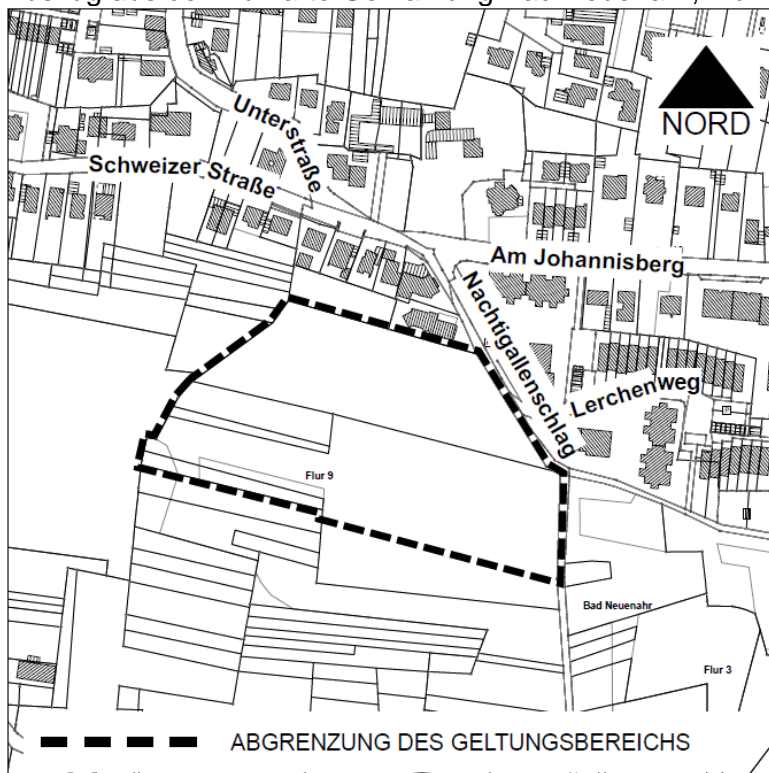 NORD
Unterstraße
Schweizer Straße
Am Johannisberg
Nachtigallenschlag
Lerchenweg
Flur 9
Bad Neuenahr
Flur 3
ABGRENZUNG DES GELTUNGSBEREICHS